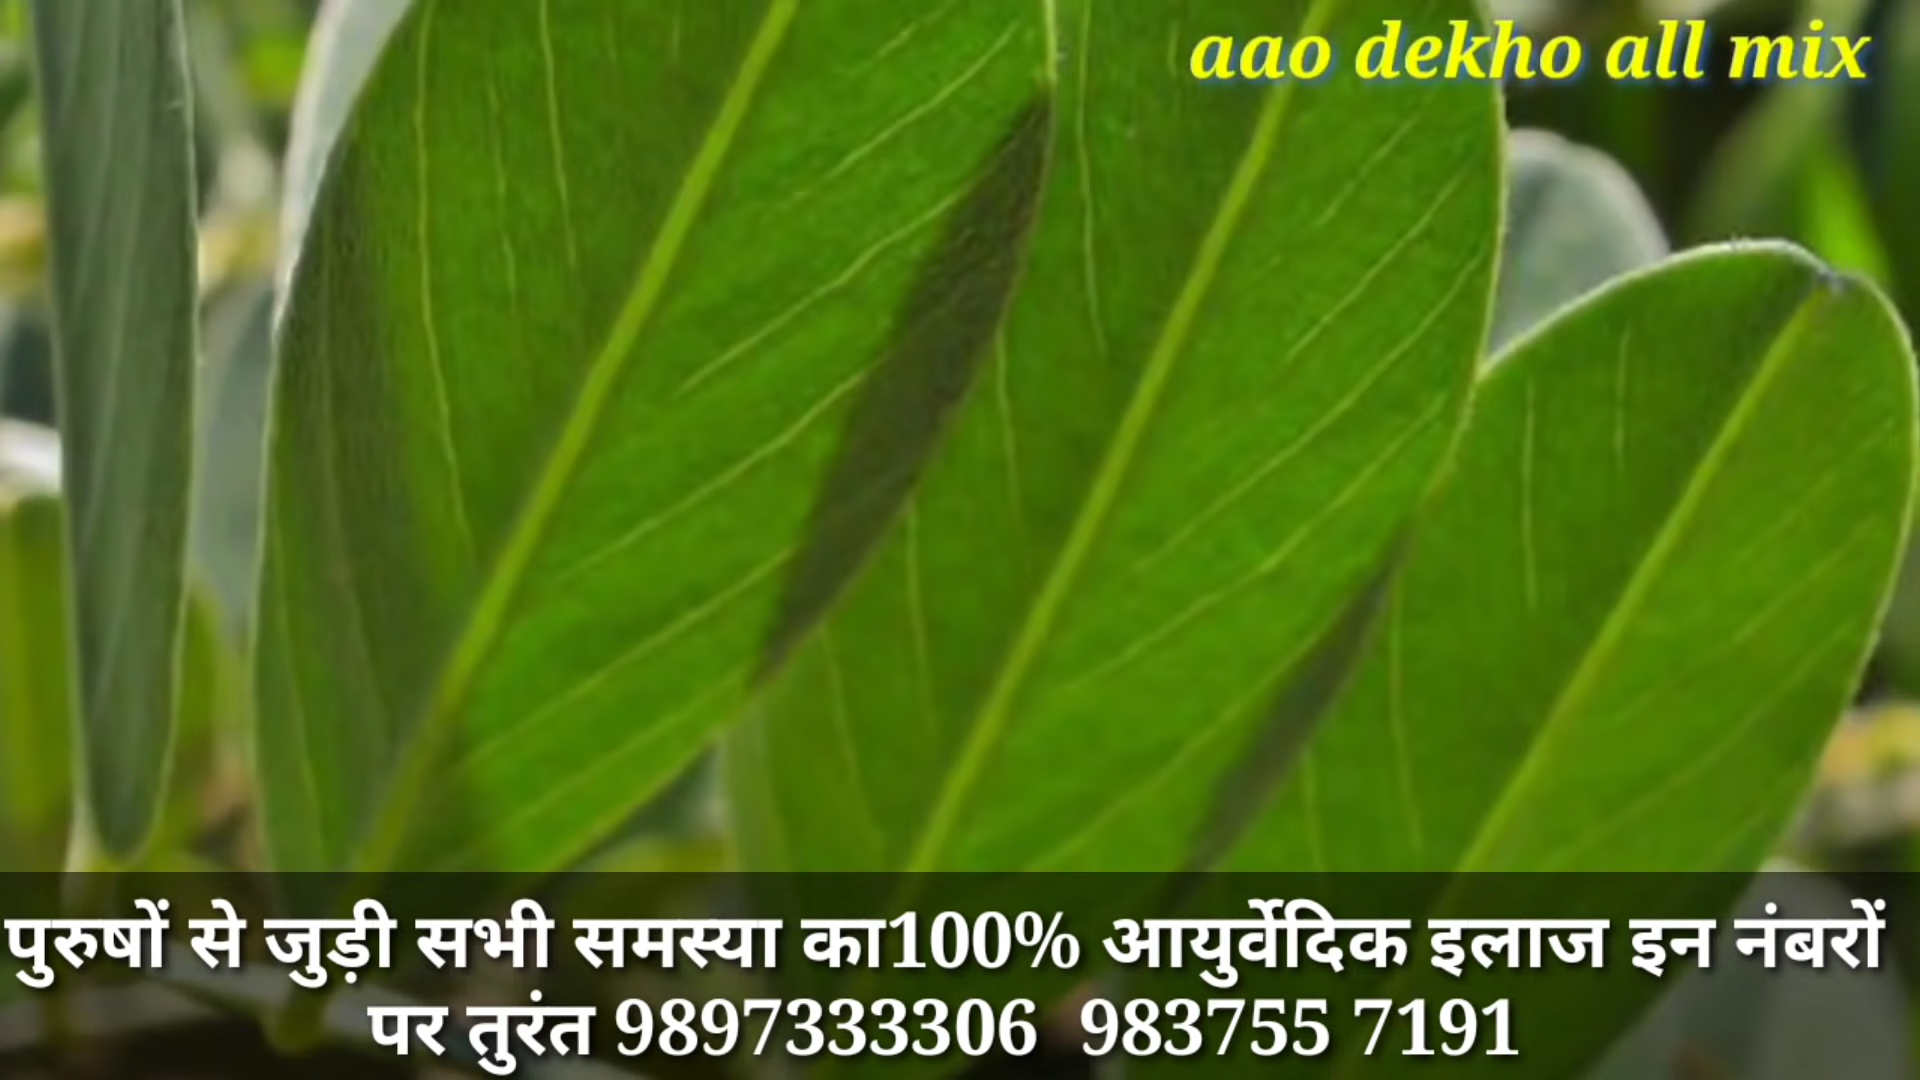 aao dekho all mix
पुरुषों से जुड़ी सभी समस्या का100% आयुर्वेदिक इलाज इन नंबरों
पर तुरंत 9897333306 983755 7191